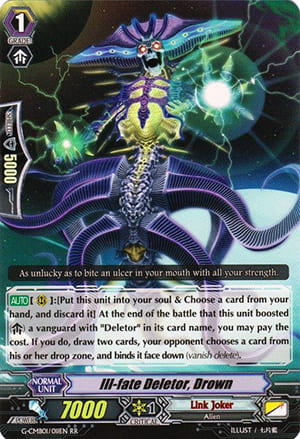 1
GRADE
SHIELD 5000
As unlucky as to bite an ulcer in your mouth with all your strength.
AUTO [ ]:[Put this unit into your soul & Choose a card from your
hand, and discard it] At the end of the battle that this unit boosted
a vanguard with "Deletor" in its card name, you may pay the
cost. If you do, draw two cards, your opponent chooses a card from
his or her drop zone, and binds it face down (vanish delete).
NORMAL
UNIT
Ill-fate Deletor, Drown
POWER 7000
1
CRITICAL
Link Joker
Alien
G-CMB01/011EN RR
ILLUST / 七片藍